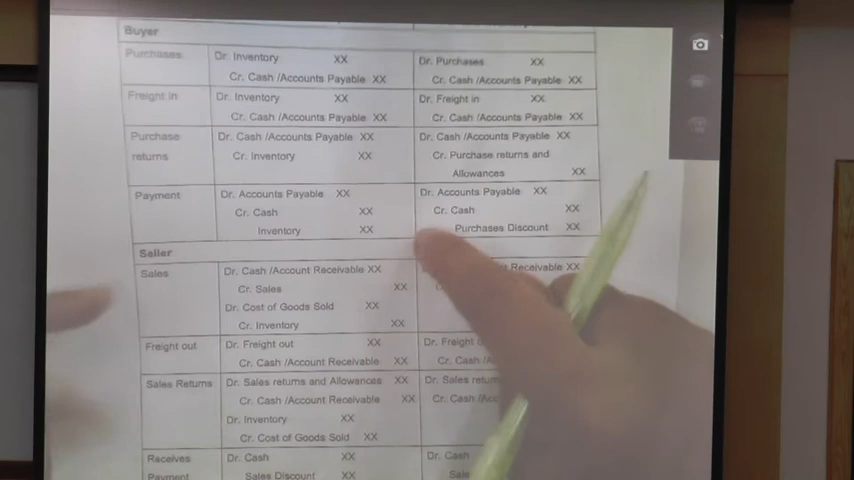 Buyer
Purchases
Dr. Inventory XX
Cr. Cash /Accounts Payable XX
Dr. Purchases XX
Cr. Cash /Accounts Payable XX
Freight in
Dr. Inventory XX
Cr. Cash /Accounts Payable XX
Dr. Freight in XX
Cr. Cash /Accounts Payable XX
Purchase
returns
Dr. Cash /Accounts Payable XX
Cr. Inventory XX
Dr. Cash /Accounts Payable XX
Cr. Purchase returns and
Allowances XX
Payment
Dr. Accounts Payable XX
Cr. Cash XX
Inventory XX
Dr. Accounts Payable XX
Cr. Cash XX
Purchases Discount XX
Saller
Sales
Dr. Cash /Account Receivable XX
Cr. Sales XX
Dr. Cost of Goods Sold XX
Cr. Inventory XX
Receivable XX
Freight out
Dr. Freight out XX
Cr. Cash /Account Receivable XX
Dr. Freight
Cr. Cash
Sales Returns
Dr. Sales returns and Allowances XX
Cr. Cash /Account Receivable XX
Dr. Inventory XX
Cr. Cost of Goods Sold XX
Dr. Sales
Cr. Cash
Receives
Payment
Dr. Cash XX
Sales Discount XX
Dr. Cash